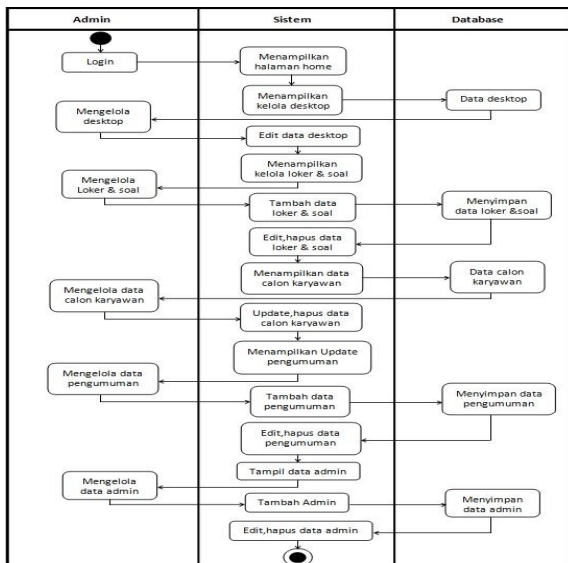 Admin
Sistem
Database
Login
Menampilkan
halaman home
Menampilkan
kelola desktop
Data desktop
Mengelola
desktop
Edit data desktop
Menampilkan
kelola loker & soal
Mengelola
Loker & soal
Tambah data
loker & soal
Menyimpan
data loker &soal
Edit,hapus data
loker & soal
Menampilkan data
calon karyawan
Data calon
karyawan
Mengelola data
calon karyawan
Update,hapus data
calon karyawan
Menampilkan Update
pengumuman
Mengelola data
pengumuman
Tambah data
pengumuman
Menyimpan data
pengumuman
Edit,hapus data
pengumuman
Tampil data admin
Mengelola
data admin
Tambah Admin
Menyimpan
data admin
Edit,hapus data admin